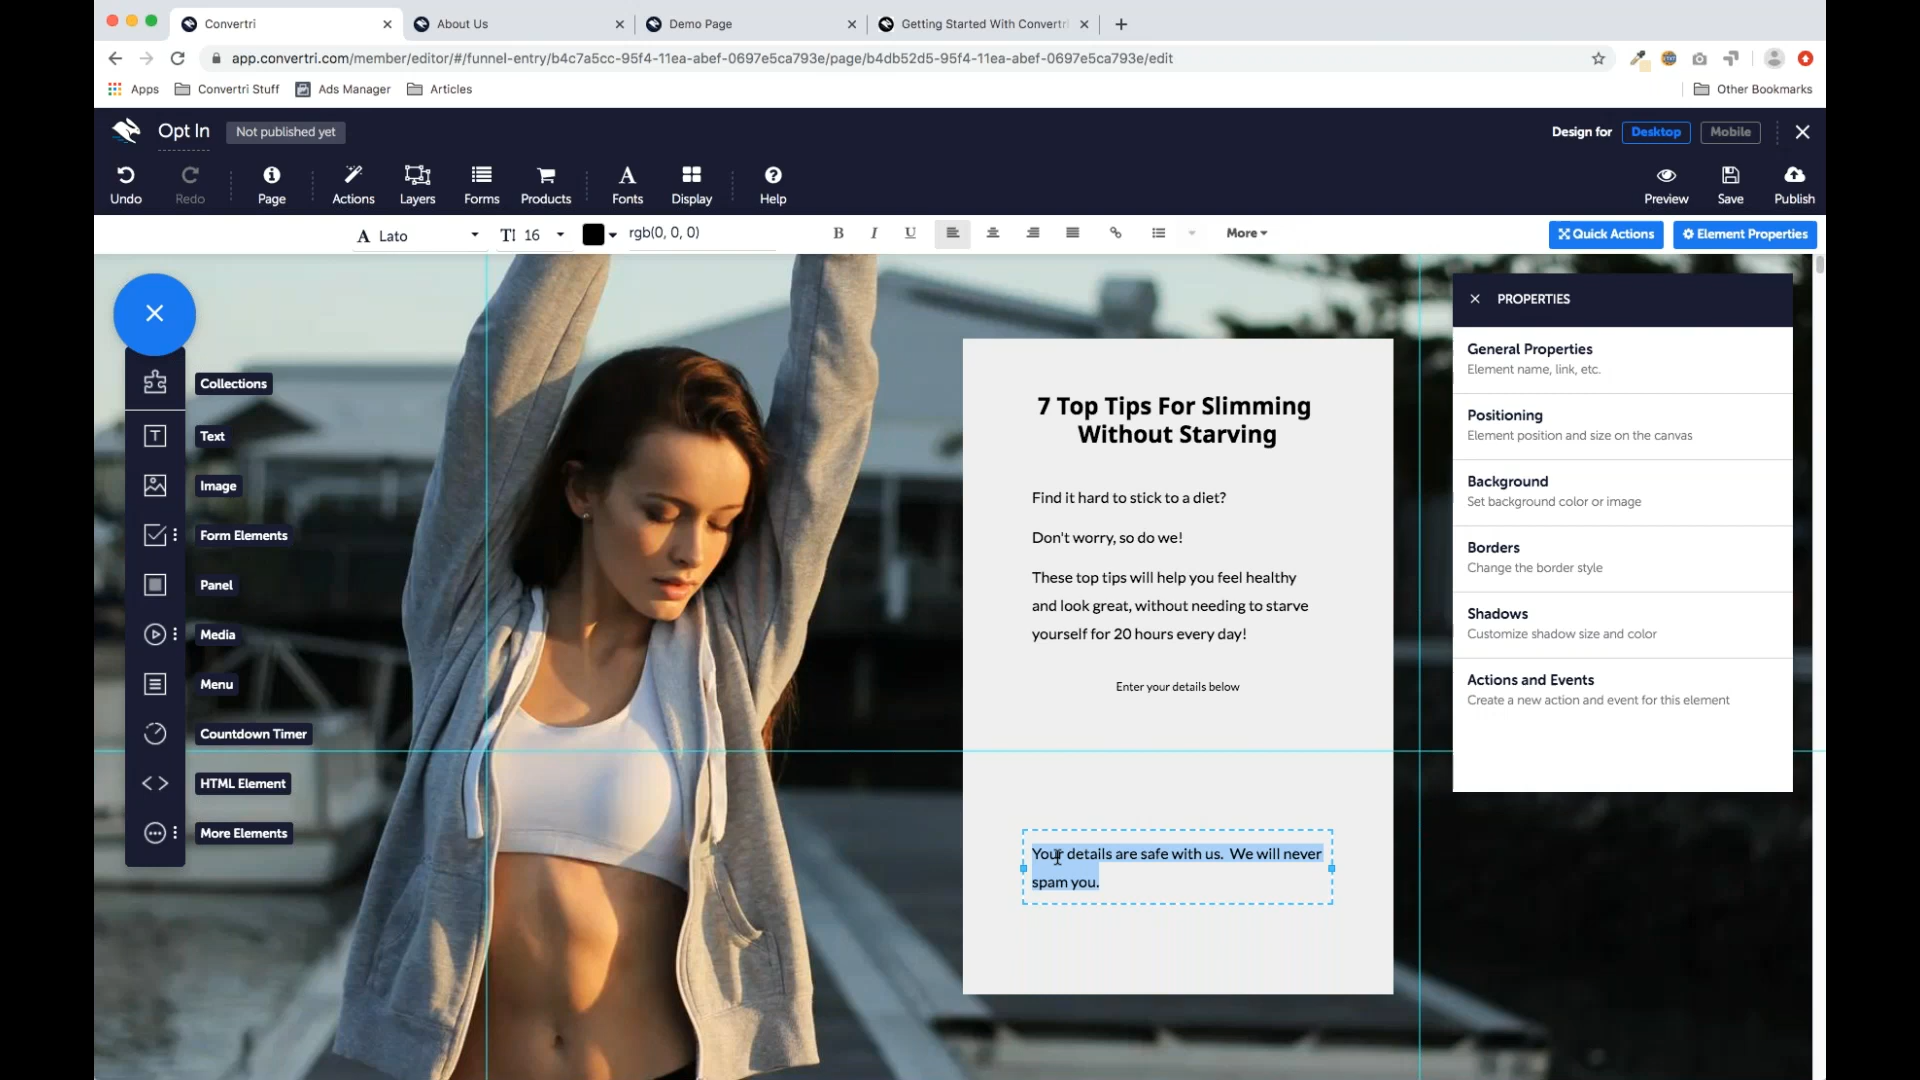 Convertri
About Us
Demo Page
Getting Started With Convertri
app.convertri.com/member/editor/#/funnel-entry/b4c7a5cc-95f4-11ea-abef-0697e5ca793e/page/b4db52d5-95f4-11ea-abef-0697e5ca793e/edit
Apps
Convertri Stuff
Ads Manager
Articles
Other Bookmarks
Opt In
Not published yet
Design for
Desktop
Mobile
Undo
Redo
Page
Actions
Layers
Forms
Products
Fonts
Display
Help
Preview
Save
Publish
Lato
16
rgb(0, 0, 0)
B
I
U
More
Quick Actions
Element Properties
Collections
Text
Image
Form Elements
Panel
Media
Menu
Countdown Timer
HTML Element
More Elements
7 Top Tips For Slimming
Without Starving
Find it hard to stick to a diet?
Don't worry, so do we!
These top tips will help you feel healthy
and look great, without needing to starve
yourself for 20 hours every day!
Enter your details below
Your details are safe with us. We will never
spam you.
PROPERTIES
General Properties
Element name, link, etc.
Positioning
Element position and size on the canvas
Background
Set background color or image
Borders
Change the border style
Shadows
Customize shadow size and color
Actions and Events
Create a new action and event for this element